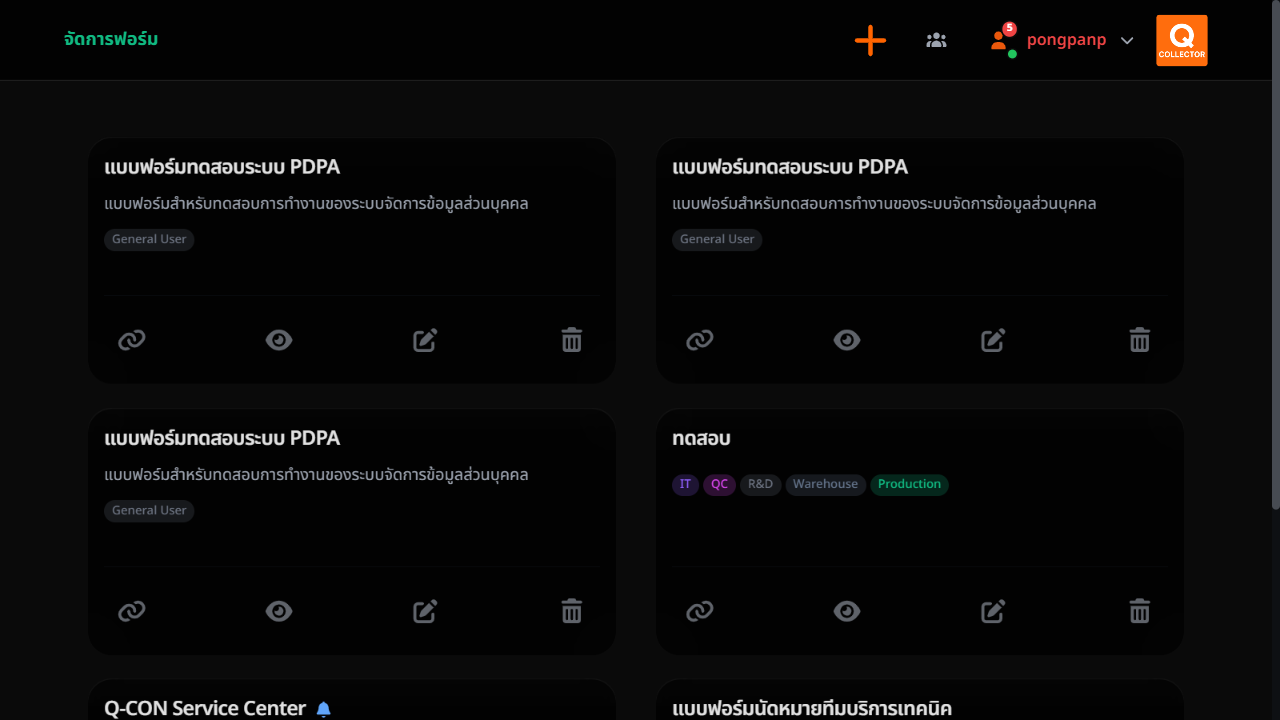 จัดการฟอร์ม
5
pongpanp
Q
COLLECTOR
แบบฟอร์มทดสอบระบบ PDPA
แบบฟอร์มสำหรับทดสอบการทำงานของระบบจัดการข้อมูลส่วนบุคคล
General User
แบบฟอร์มทดสอบระบบ PDPA
แบบฟอร์มสำหรับทดสอบการทำงานของระบบจัดการข้อมูลส่วนบุคคล
General User
แบบฟอร์มทดสอบระบบ PDPA
แบบฟอร์มสำหรับทดสอบการทำงานของระบบจัดการข้อมูลส่วนบุคคล
General User
ทดสอบ
IT QC R&D Warehouse Production
Q-CON Service Center
แบบฟอร์มนัดหมายทีมบริการเทคนิค